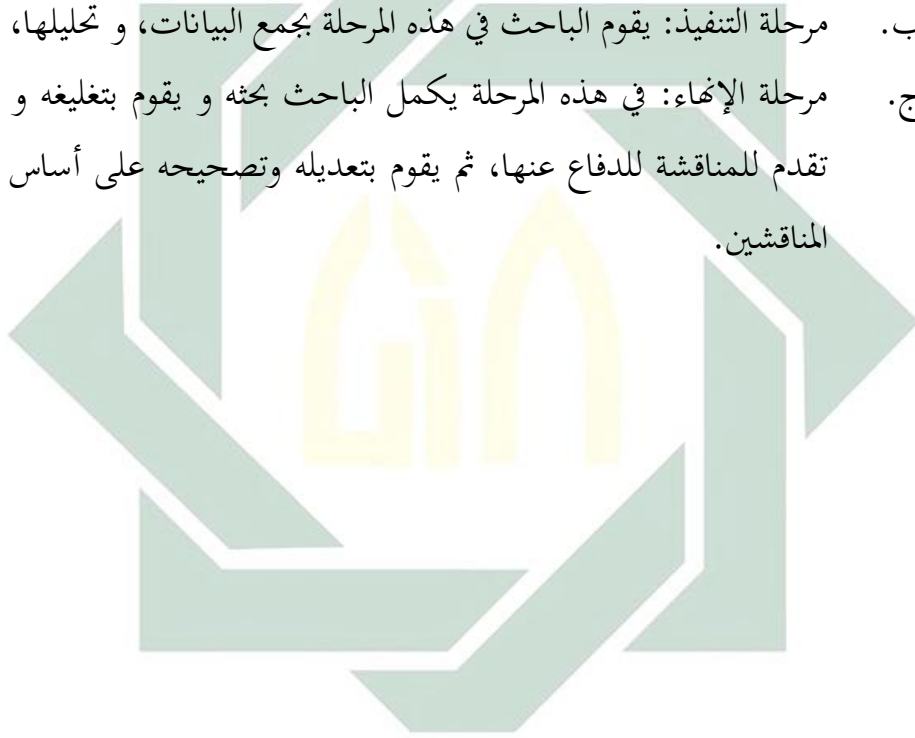 ب. مرحلة التنفيذ: يقوم الباحث في هذه المرحلة بجمع البيانات، و تحليلها،
ج. مرحلة الإنهاء: في هذه المرحلة يكمل الباحث بحثه و يقوم بتغليغه و
تقدم للمناقشة للدفاع عنها، ثم يقوم بتعديله وتصحيحه على أساس
المناقشين.